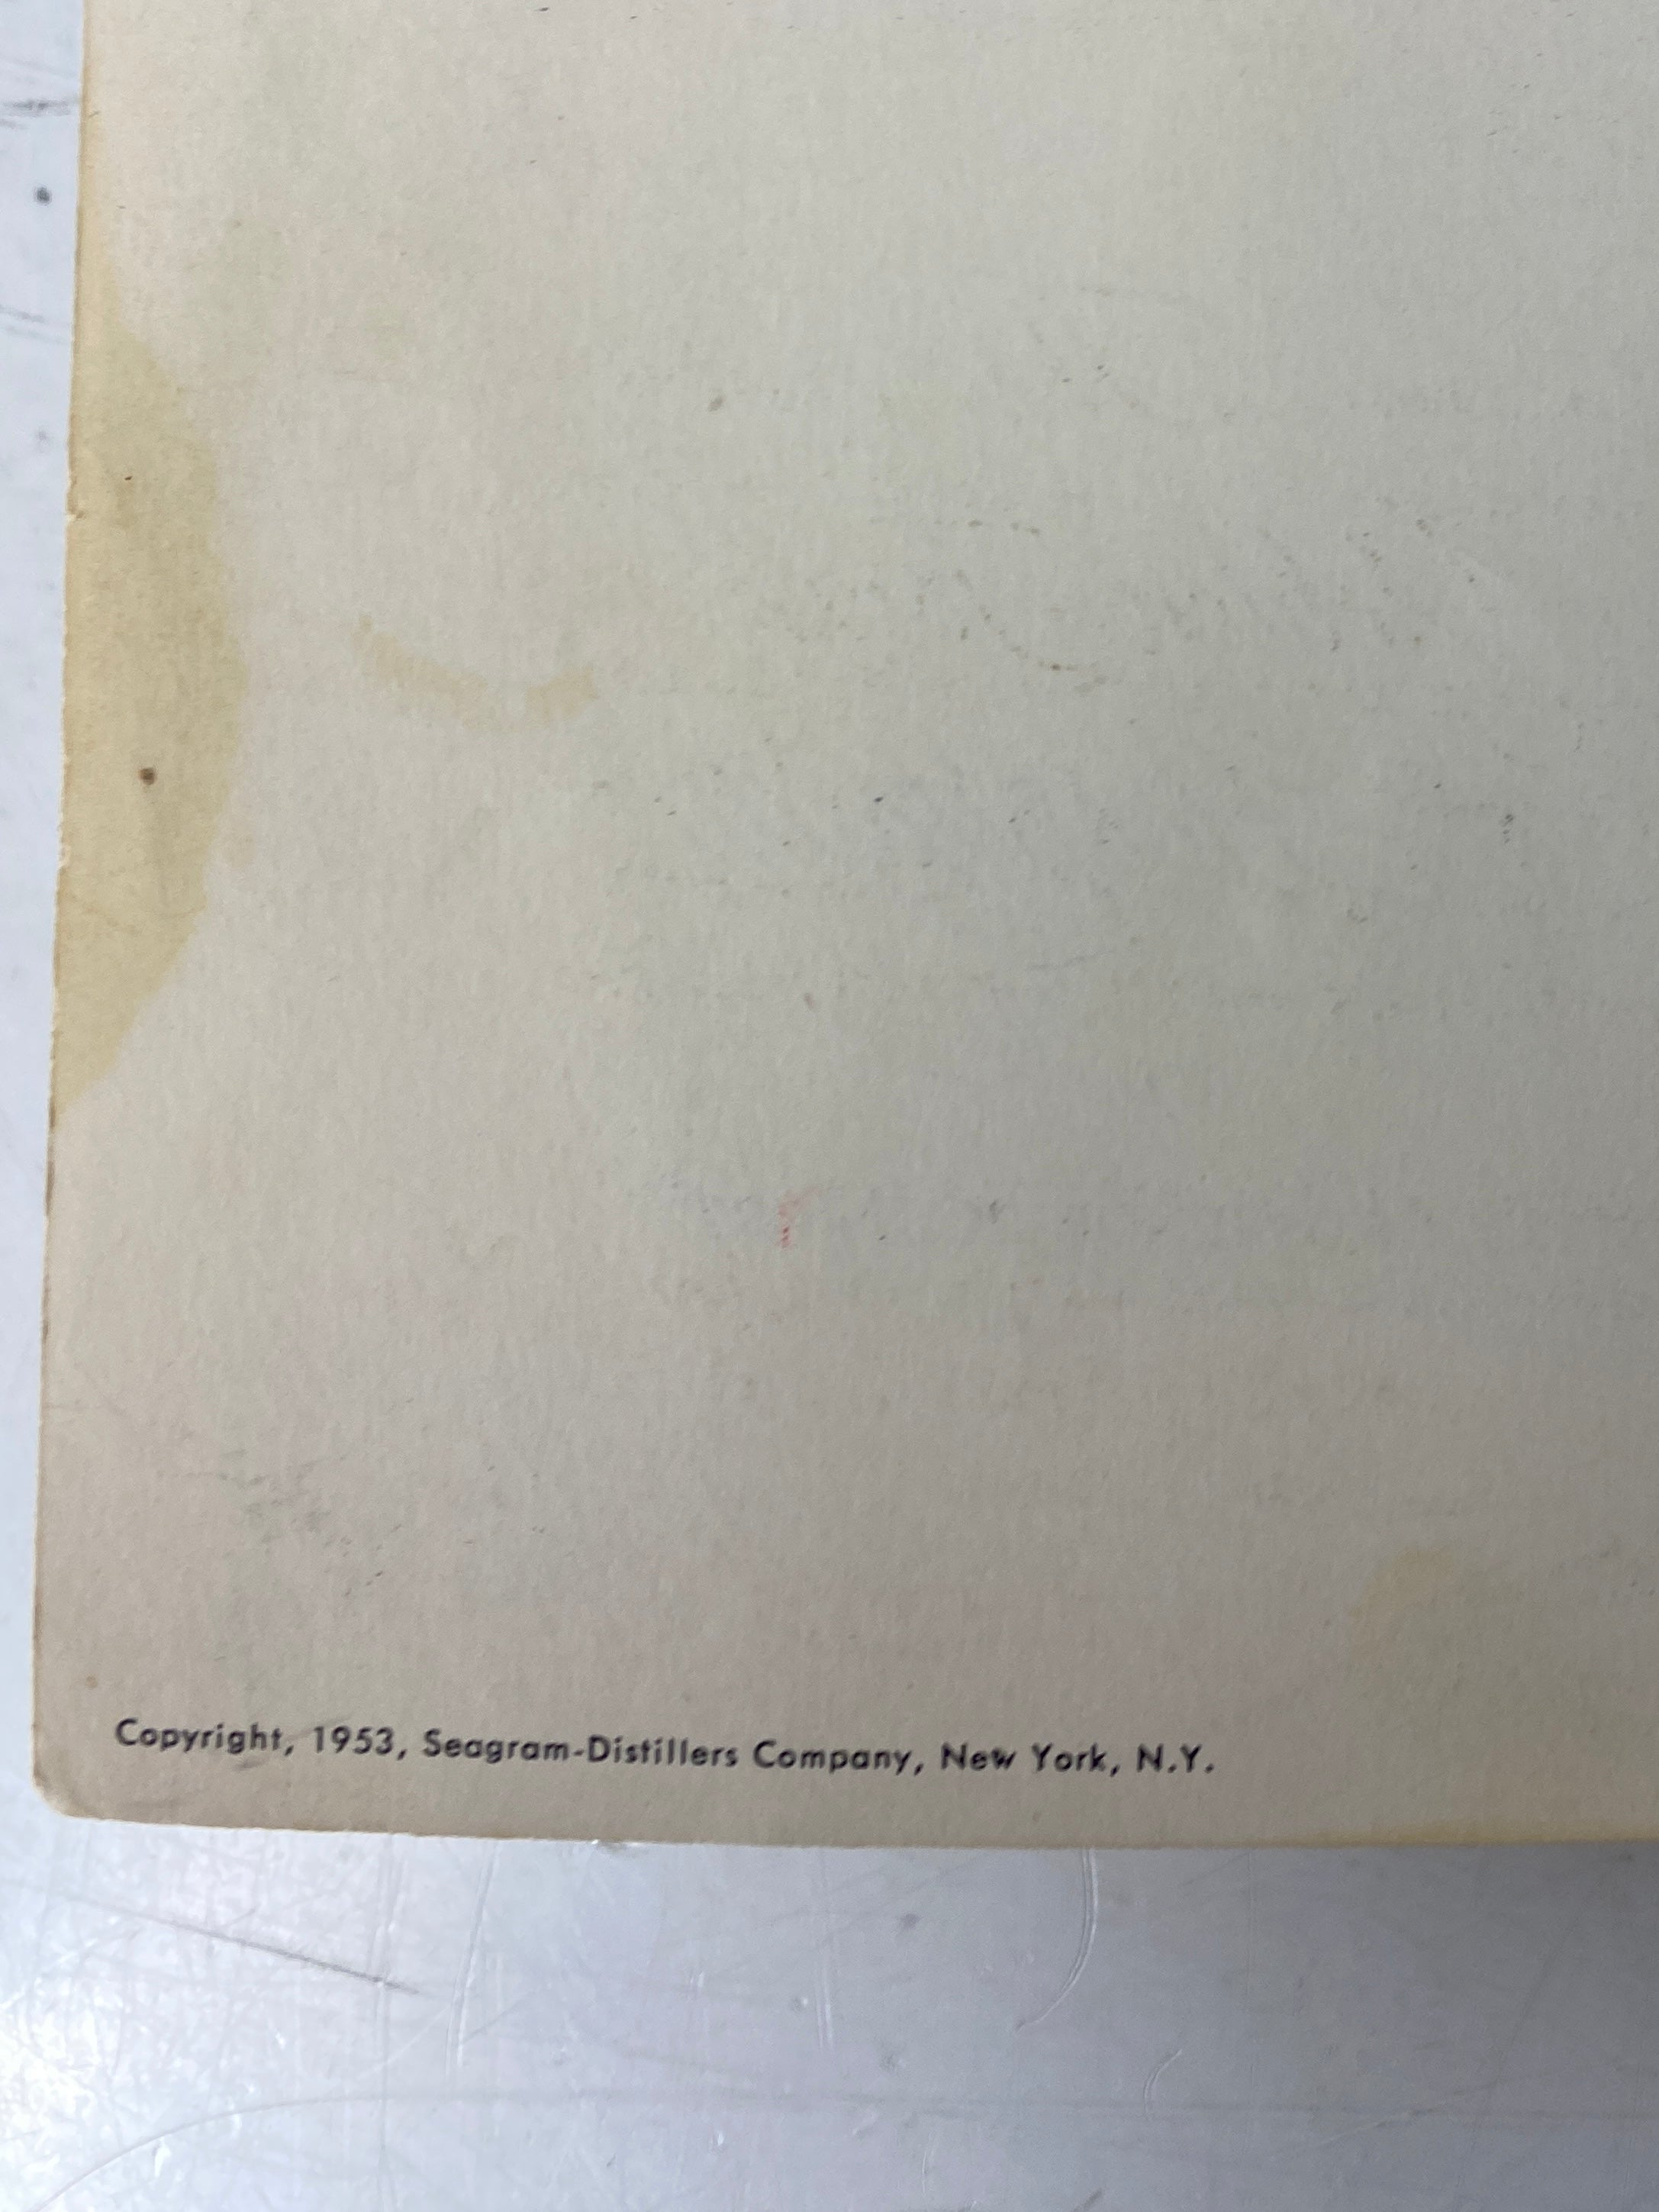 Copyright, 1953, Seagram-Distillers Company, New York, N.Y.